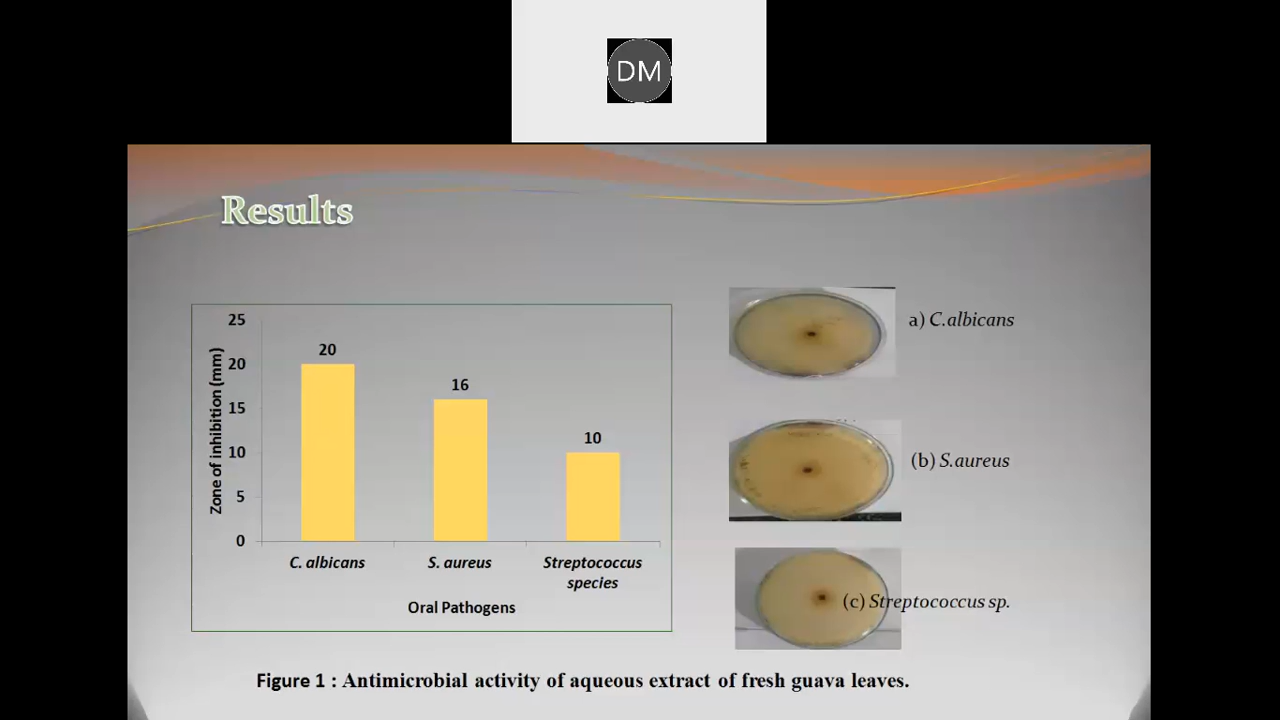 DM
Results
Zone of inhibition (mm)
25
20
15
10
5
0
20
16
10
C. albicans
S. aureus
Streptococcus
species
Oral Pathogens
a) C.albicans
(b) S.aureus
(c) Streptococcus sp.
Figure 1 : Antimicrobial activity of aqueous extract of fresh guava leaves.